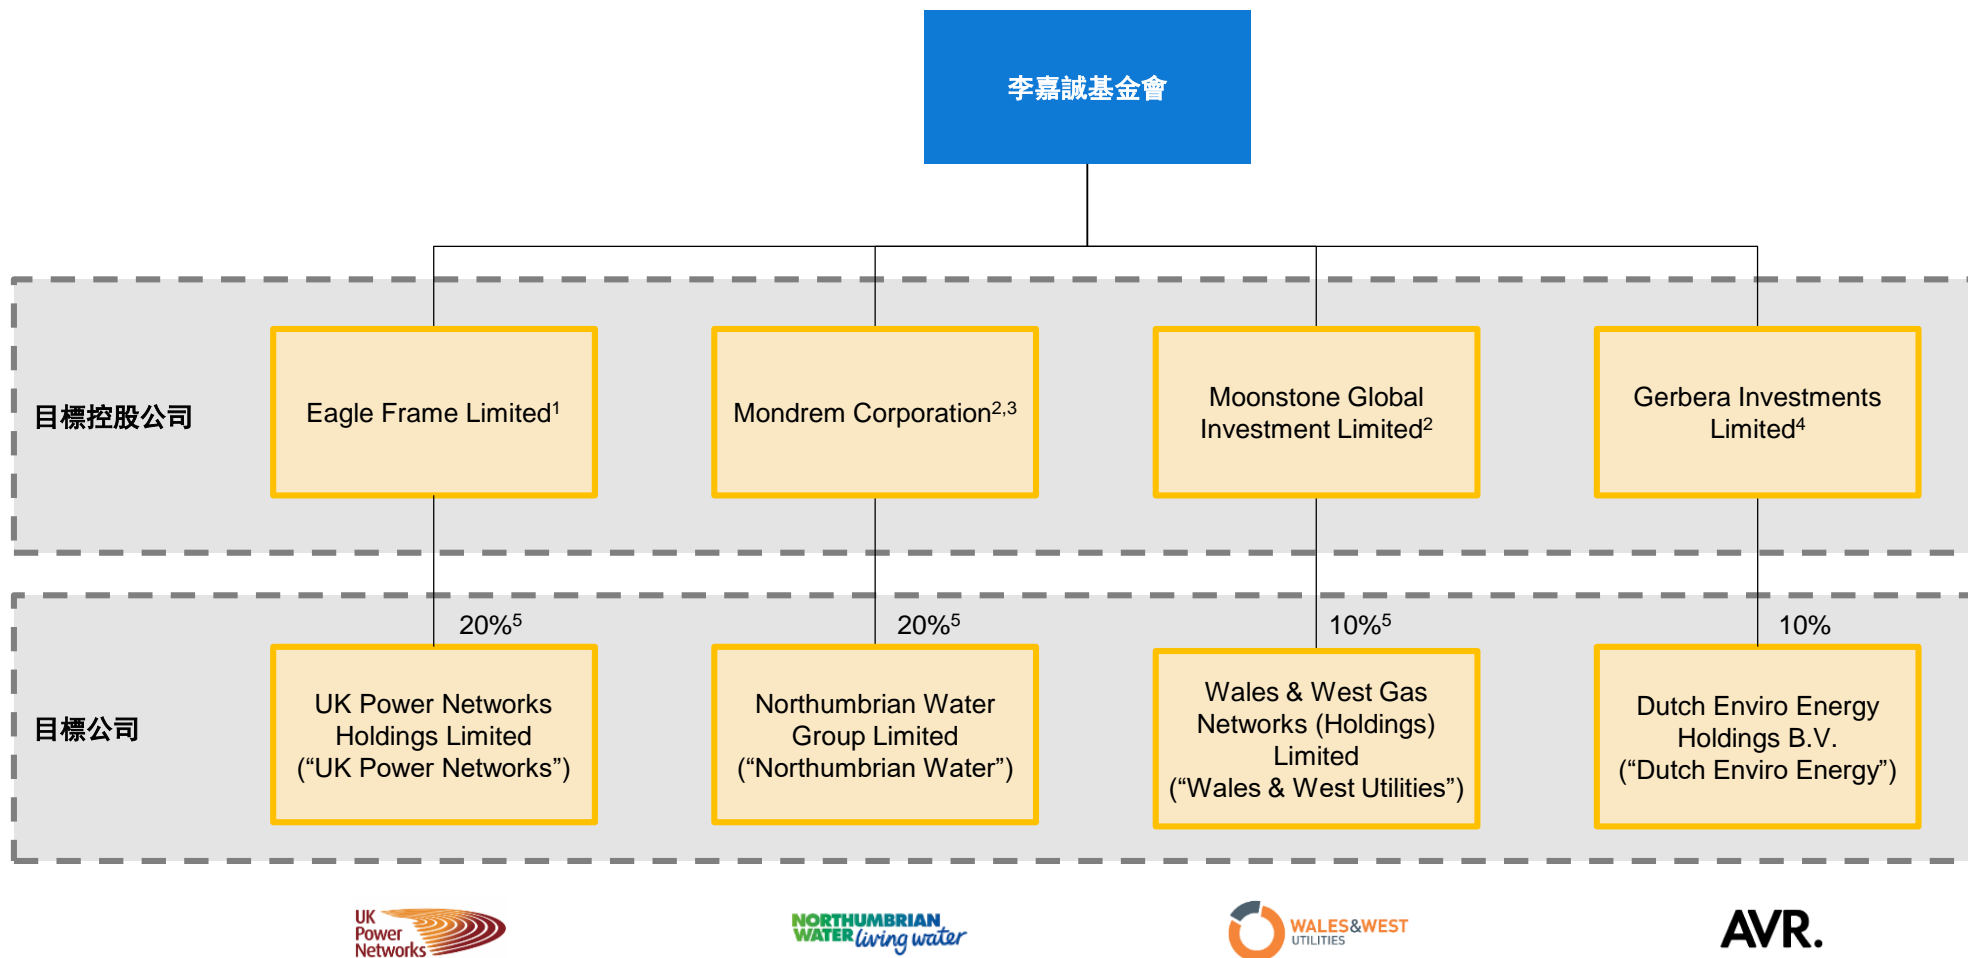 李嘉誠基金會
目標控股公司
Eagle Frame Limited¹
Mondrem Corporation²,³
Moonstone Global
Investment Limited²
Gerbera Investments
Limited⁴
目標公司
20%⁵
20%⁵
10%⁵
10%
UK Power Networks
Holdings Limited
(“UK Power Networks”)
Northumbrian Water
Group Limited
(“Northumbrian Water”)
Wales & West Gas
Networks (Holdings)
Limited
(“Wales & West Utilities”)
Dutch Enviro Energy
Holdings B.V.
(“Dutch Enviro Energy”)
UK
Power
Networks
NORTHUMBRIAN
WATER living water
WALES&WEST
UTILITIES
AVR.